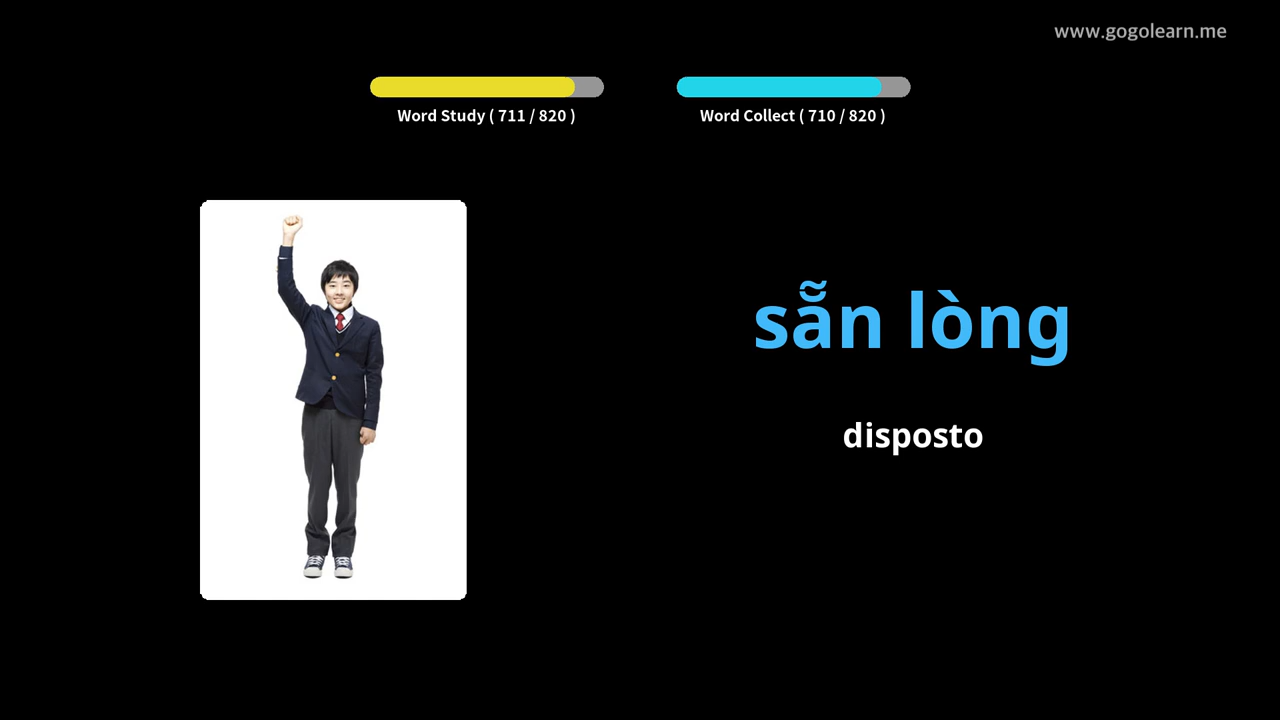 www.gogolearn.me
Word Study ( 711 / 820 )
Word Collect ( 710 / 820 )
sẵn lòng
disposto